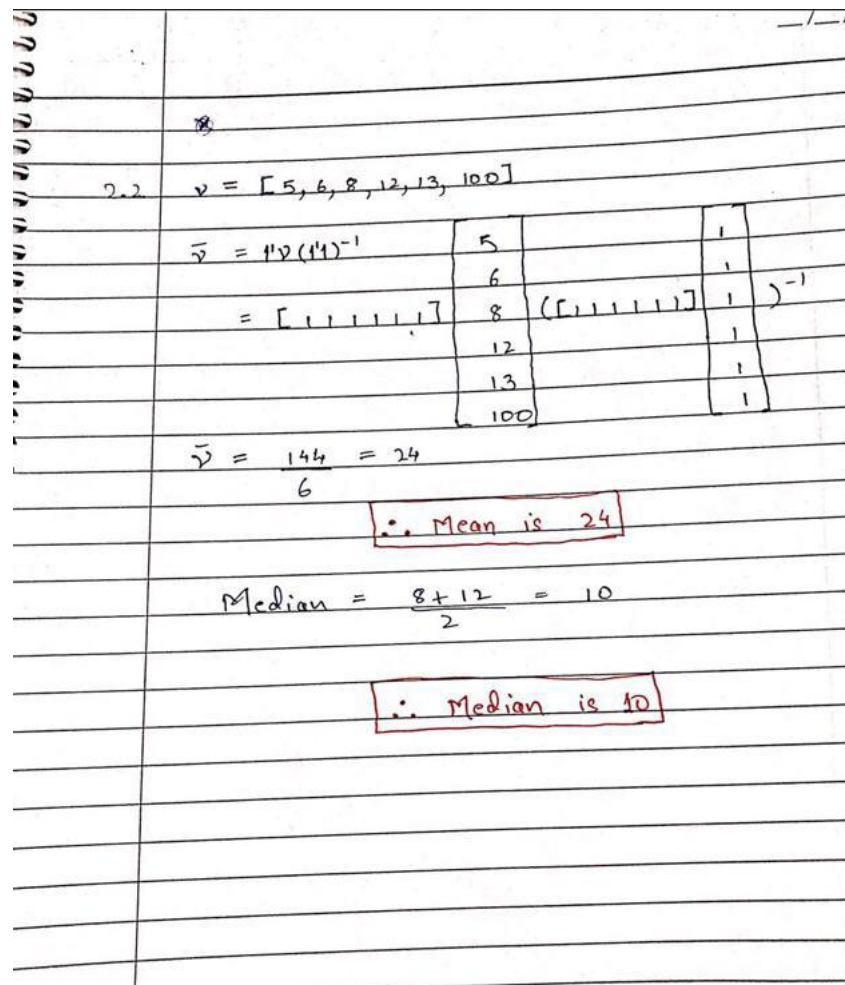 _/_/
2.2 ν = [5, 6, 8, 12, 13, 100]
ν̄ = 1'ν(1'1)⁻¹
= [1 1 1 1 1 1] [5 6 8 12 13 100] ([1 1 1 1 1 1] [1 1 1 1 1 1])⁻¹
ν̄ = 144/6 = 24
∴ Mean is 24
Median = 8+12/2 = 10
∴ Median is 10